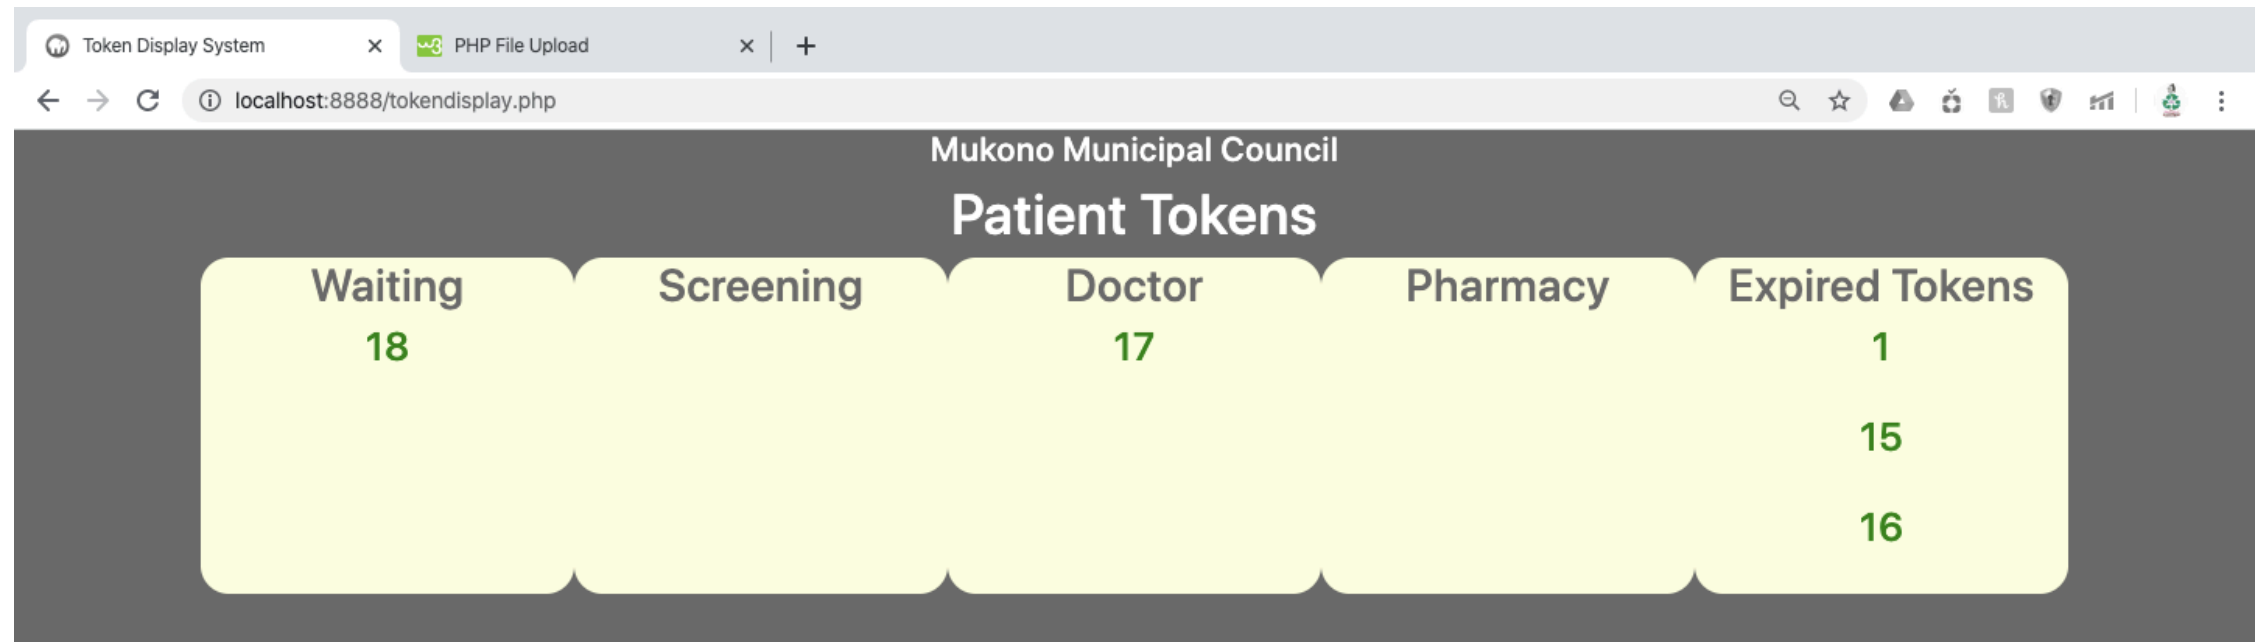 Token Display System
PHP File Upload
localhost:8888/tokendisplay.php
Mukono Municipal Council
Patient Tokens
Waiting Screening Doctor Pharmacy Expired Tokens
18 17 1
15
16